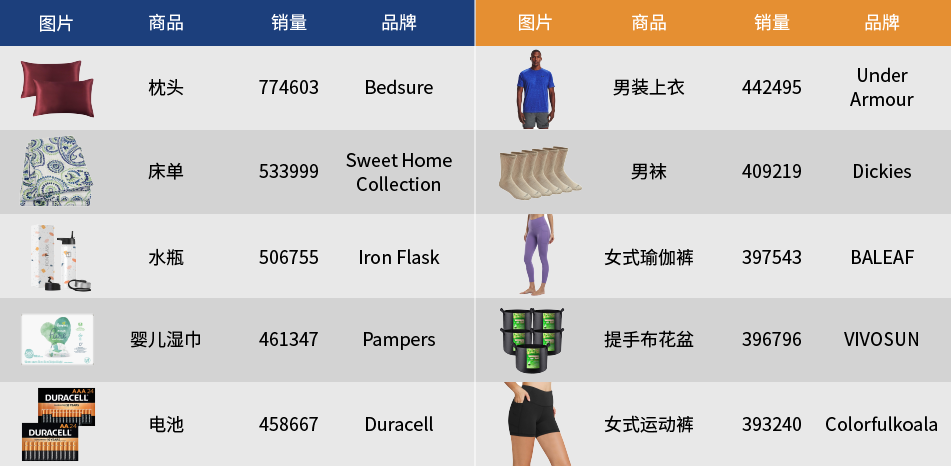 图片 商品 销量 品牌
枕头 774603 Bedsure
床单 533999 Sweet Home
Collection
水瓶 506755 Iron Flask
婴儿湿巾 461347 Pampers
DURACELL AAA 24
DURACELL AA 24
电池 458667 Duracell
图片 商品 销量 品牌
男装上衣 442495 Under
Armour
男袜 409219 Dickies
女式瑜伽裤 397543 BALEAF
提手布花盆 396796 VIVOSUN
女式运动裤 393240 Colorfulkoala